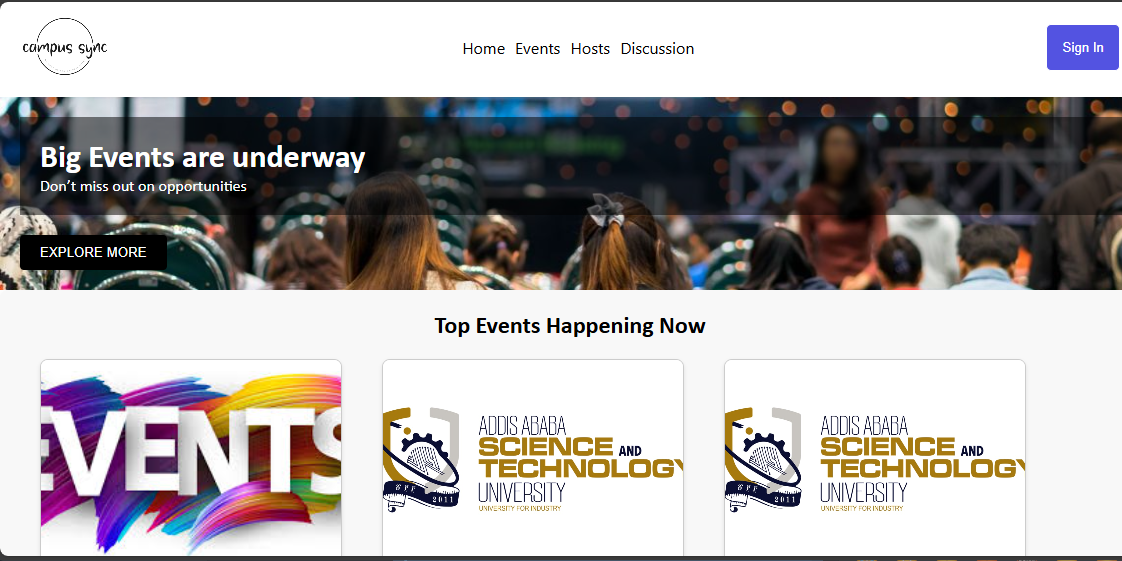 campus sync
Home Events Hosts Discussion
Sign In
Big Events are underway
Don’t miss out on opportunities
EXPLORE MORE
Top Events Happening Now
EVENTS
ADDIS ABABA
SCIENCE AND
TECHNOLOGY
UNIVERSITY
UNIVERSITY FOR INDUSTRY
2011
ADDIS ABABA
SCIENCE AND
TECHNOLOGY
UNIVERSITY
UNIVERSITY FOR INDUSTRY
2011